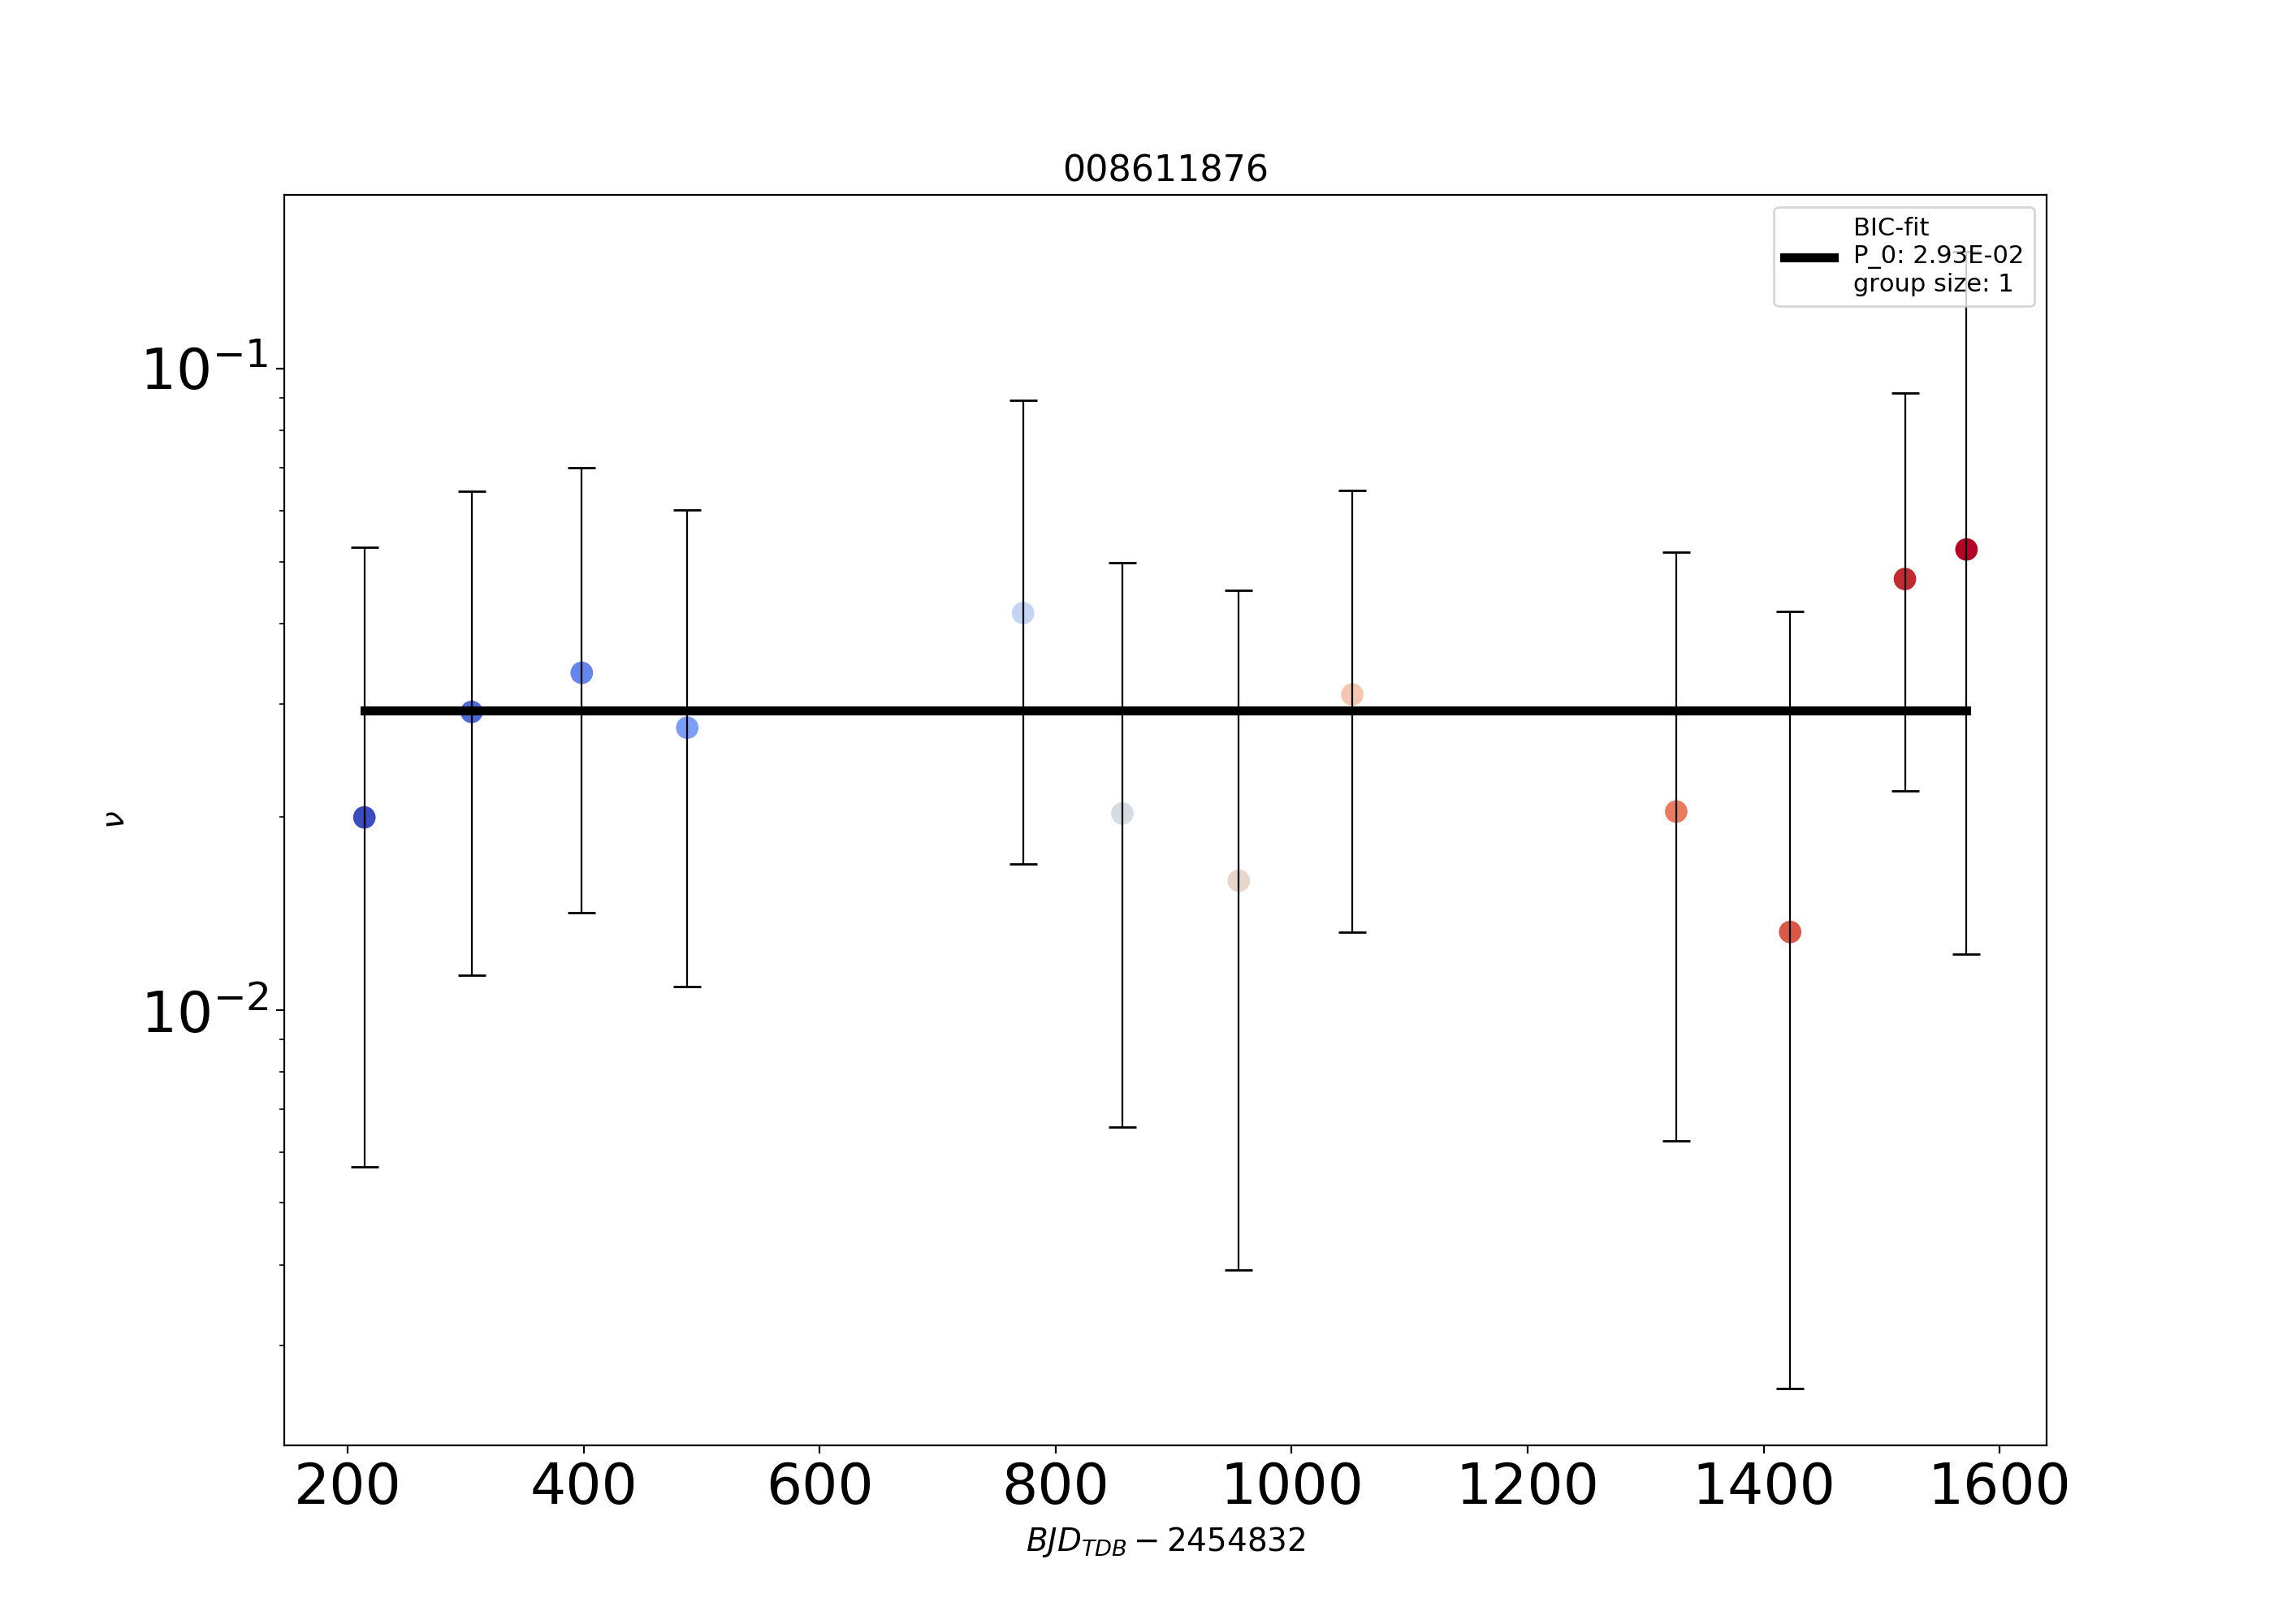 008611876
BIC-fit
P_0: 2.93E-02
group size: 1
10⁻¹
10⁻²
ν
200 400 600 800 1000 1200 1400 1600
BJD_TDB − 2454832